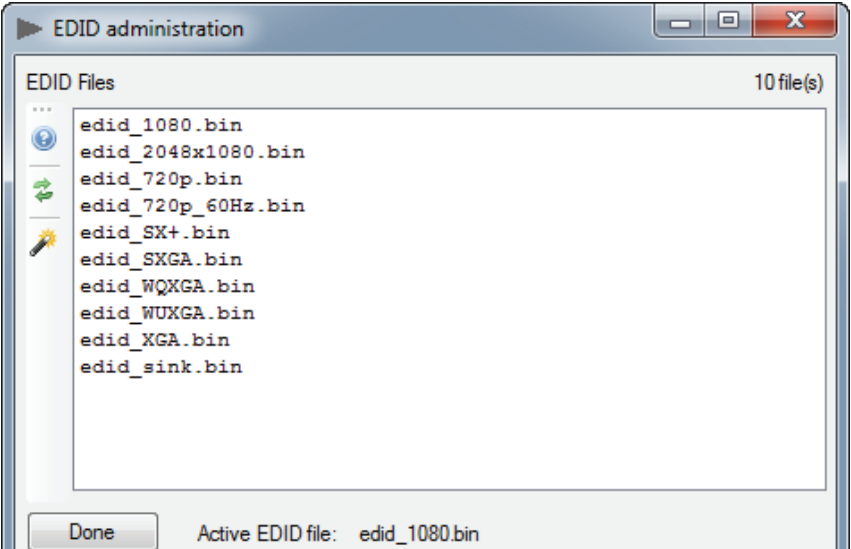 EDID administration
EDID Files 10 file(s)
edid_1080.bin
edid_2048x1080.bin
edid_720p.bin
edid_720p_60Hz.bin
edid_SX+.bin
edid_SXGA.bin
edid_WQXGA.bin
edid_WUXGA.bin
edid_XGA.bin
edid_sink.bin
Done Active EDID file: edid_1080.bin